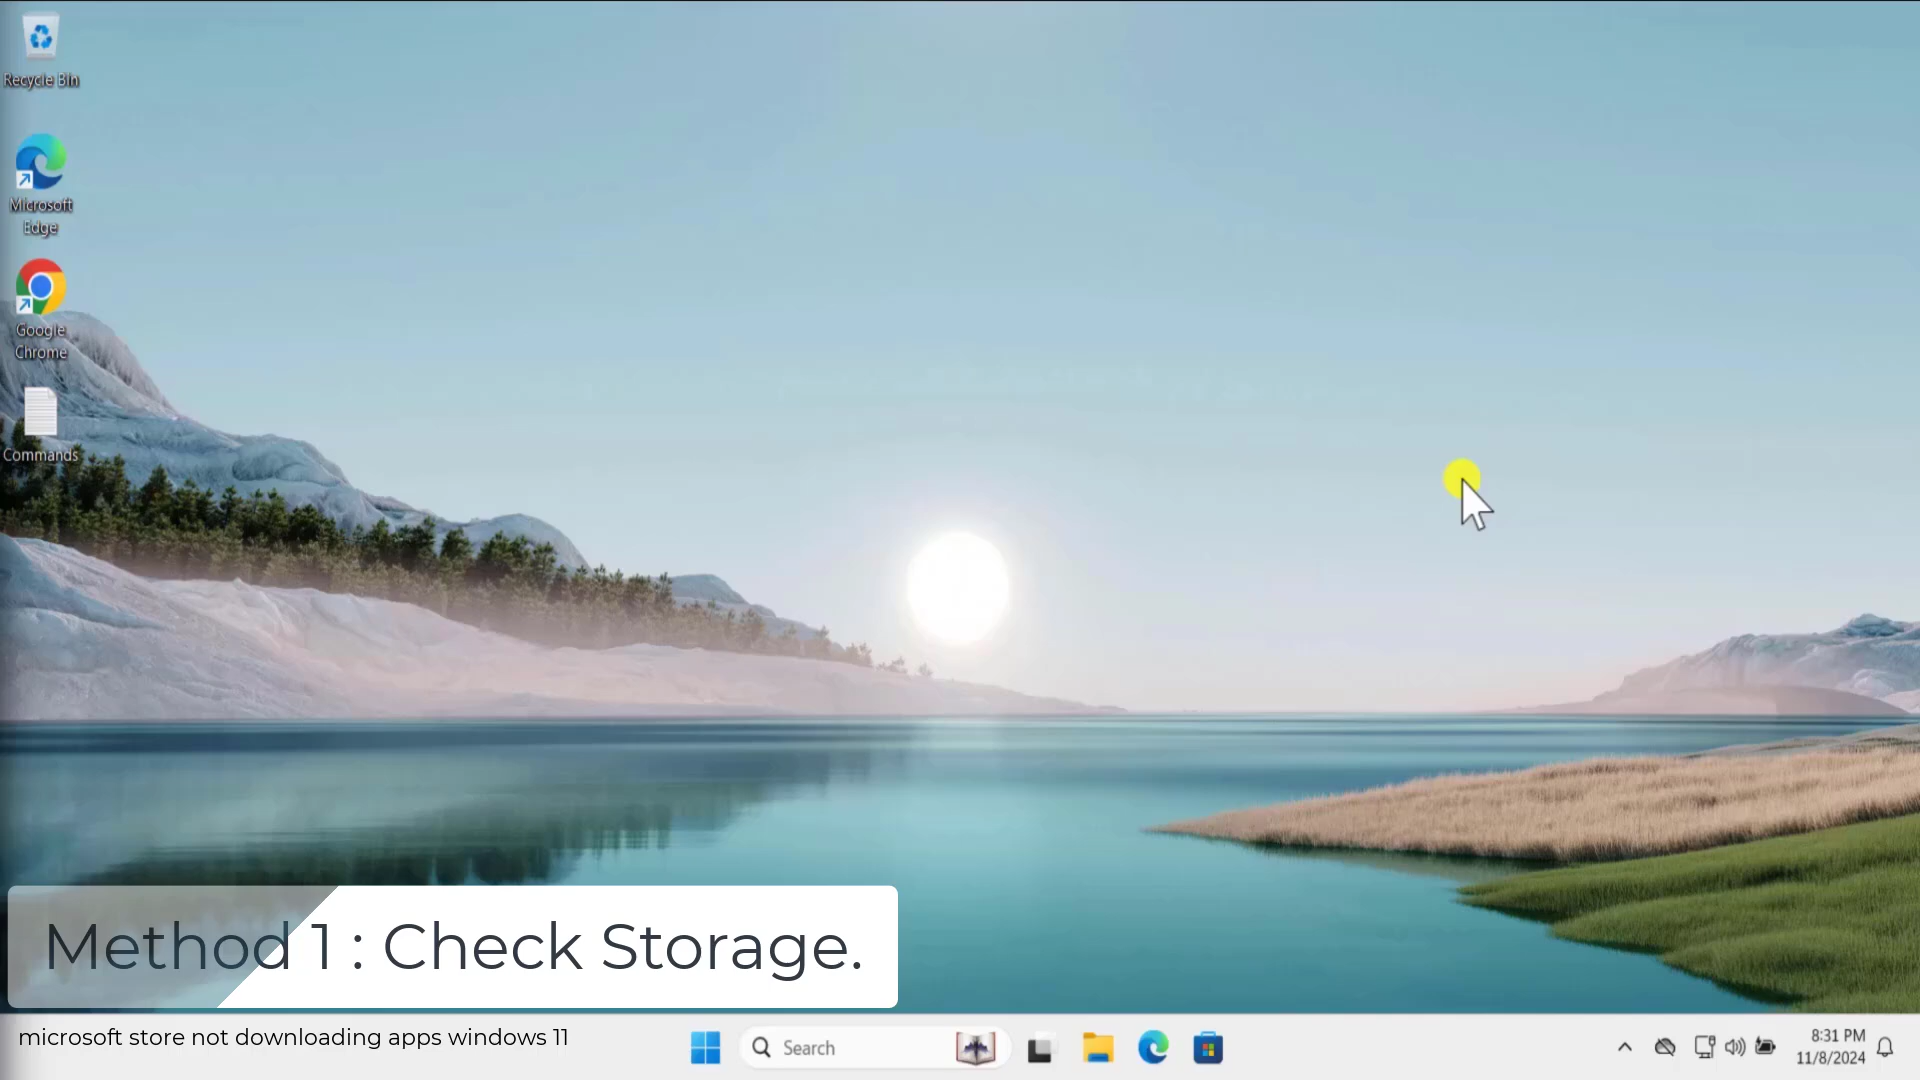 Recycle Bin
Microsoft
Edge
Google
Chrome
Commands
Method 1 : Check Storage.
microsoft store not downloading apps windows 11
Search
8:31 PM
11/8/2024